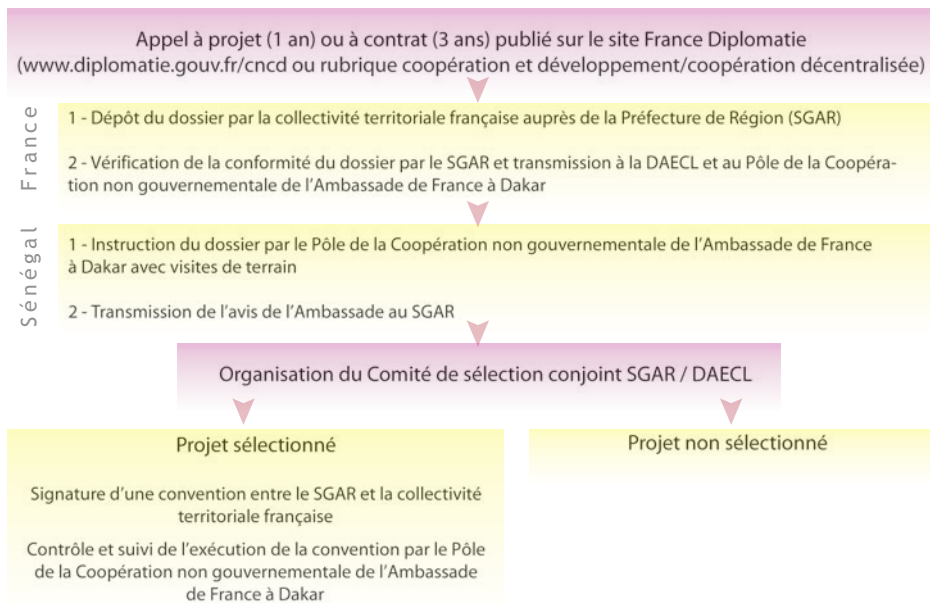 Appel à projet (1 an) ou à contrat (3 ans) publié sur le site France Diplomatie
(www.diplomatie.gouv.fr/cncd ou rubrique coopération et développement/coopération décentralisée)
France
1 - Dépôt du dossier par la collectivité territoriale française auprès de la Préfecture de Région (SGAR)
2 - Vérification de la conformité du dossier par le SGAR et transmission à la DAECL et au Pôle de la Coopéra-
tion non gouvernementale de l'Ambassade de France à Dakar
Sénégal
1 - Instruction du dossier par le Pôle de la Coopération non gouvernementale de l'Ambassade de France
à Dakar avec visites de terrain
2 - Transmission de l'avis de l'Ambassade au SGAR
Organisation du Comité de sélection conjoint SGAR / DAECL
Projet sélectionné
Signature d'une convention entre le SGAR et la collectivité
territoriale française
Contrôle et suivi de l'exécution de la convention par le Pôle
de la Coopération non gouvernementale de l'Ambassade
de France à Dakar
Projet non sélectionné